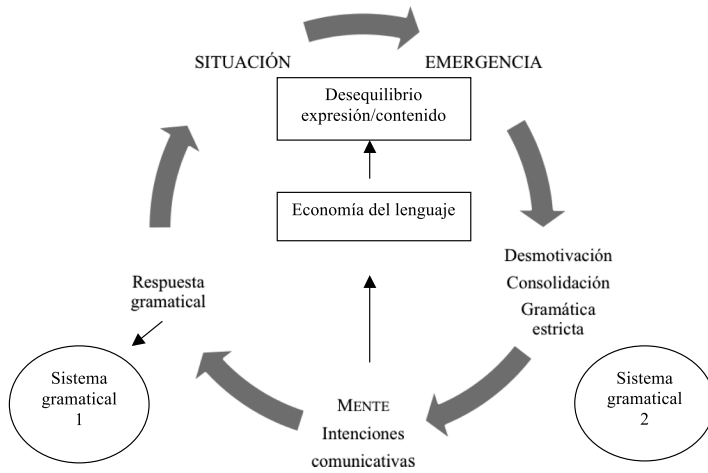 SITUACIÓN
EMERGENCIA
Desequilibrio
expresión/contenido
Economía del lenguaje
Desmotivación
Consolidación
Gramática
estricta
Respuesta
gramatical
Sistema
gramatical
1
MENTE
Intenciones
comunicativas
Sistema
gramatical
2